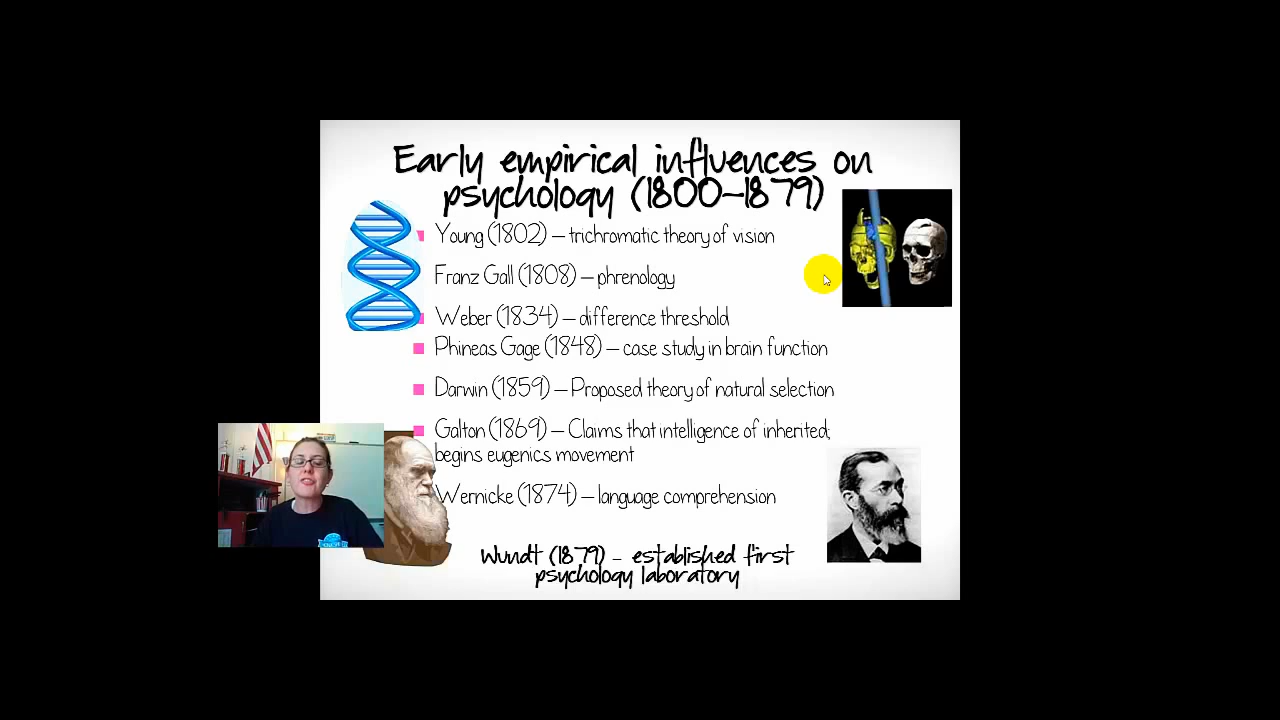 Early empirical influences on
psychology (1800-1879)
Young (1802) – trichromatic theory of vision
Franz Gall (1808) – phrenology
Weber (1834) – difference threshold
Phineas Gage (1848) – case study in brain function
Darwin (1859) – Proposed theory of natural selection
Galton (1869) – Claims that intelligence of inherited;
begins eugenics movement
Wernicke (1874) – language comprehension
Wundt (1879) – established first
psychology laboratory